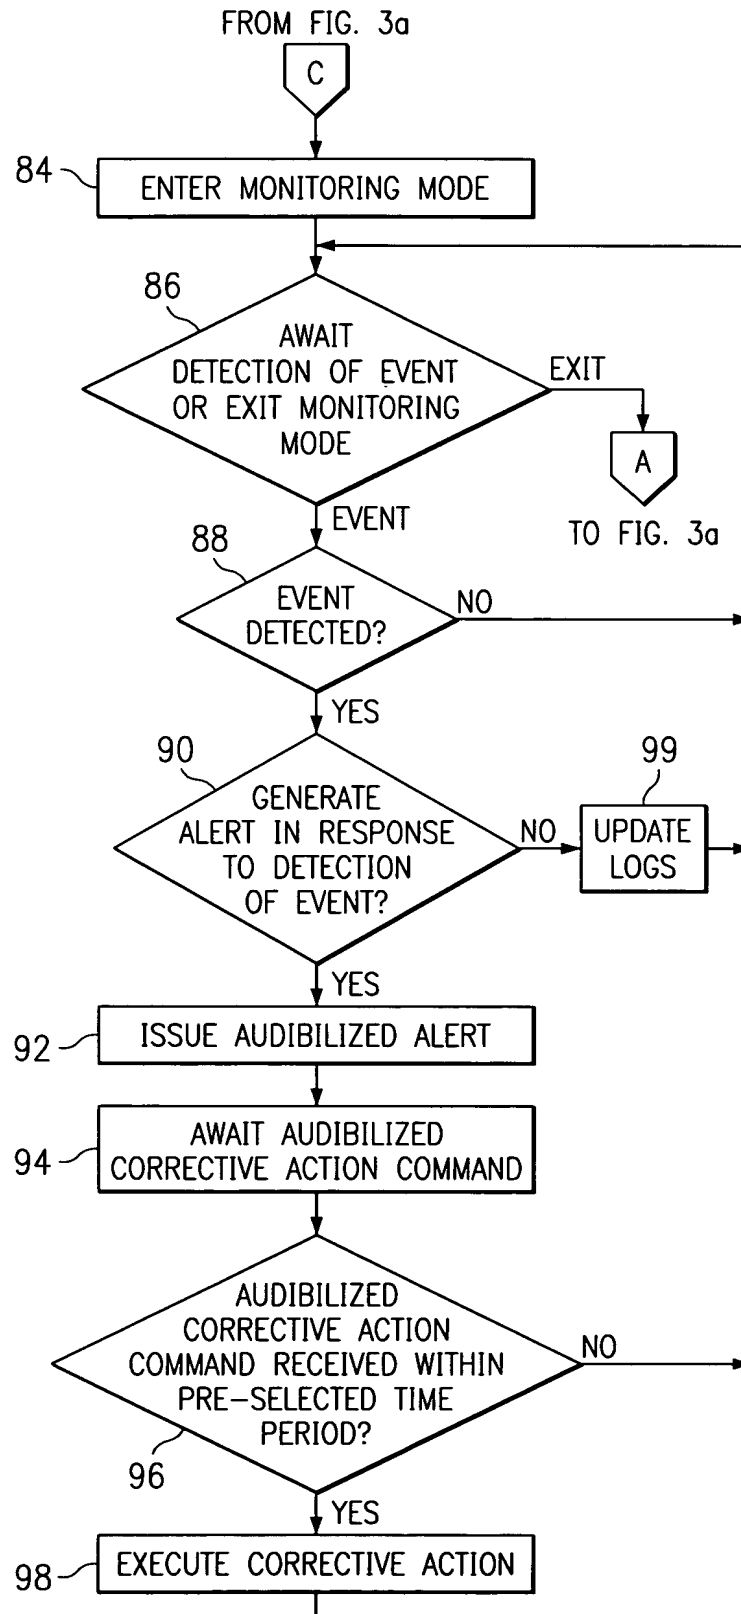 FROM FIG. 3a
C
84
ENTER MONITORING MODE
86
AWAIT
DETECTION OF EVENT
OR EXIT MONITORING
MODE
EXIT
A
TO FIG. 3a
EVENT
88
EVENT
DETECTED?
NO
YES
90
GENERATE
ALERT IN RESPONSE
TO DETECTION
OF EVENT?
NO
99
UPDATE
LOGS
YES
92
ISSUE AUDIBILIZED ALERT
94
AWAIT AUDIBILIZED
CORRECTIVE ACTION COMMAND
AUDIBILIZED
CORRECTIVE ACTION
COMMAND RECEIVED WITHIN
PRE-SELECTED TIME
PERIOD?
NO
96
YES
98
EXECUTE CORRECTIVE ACTION